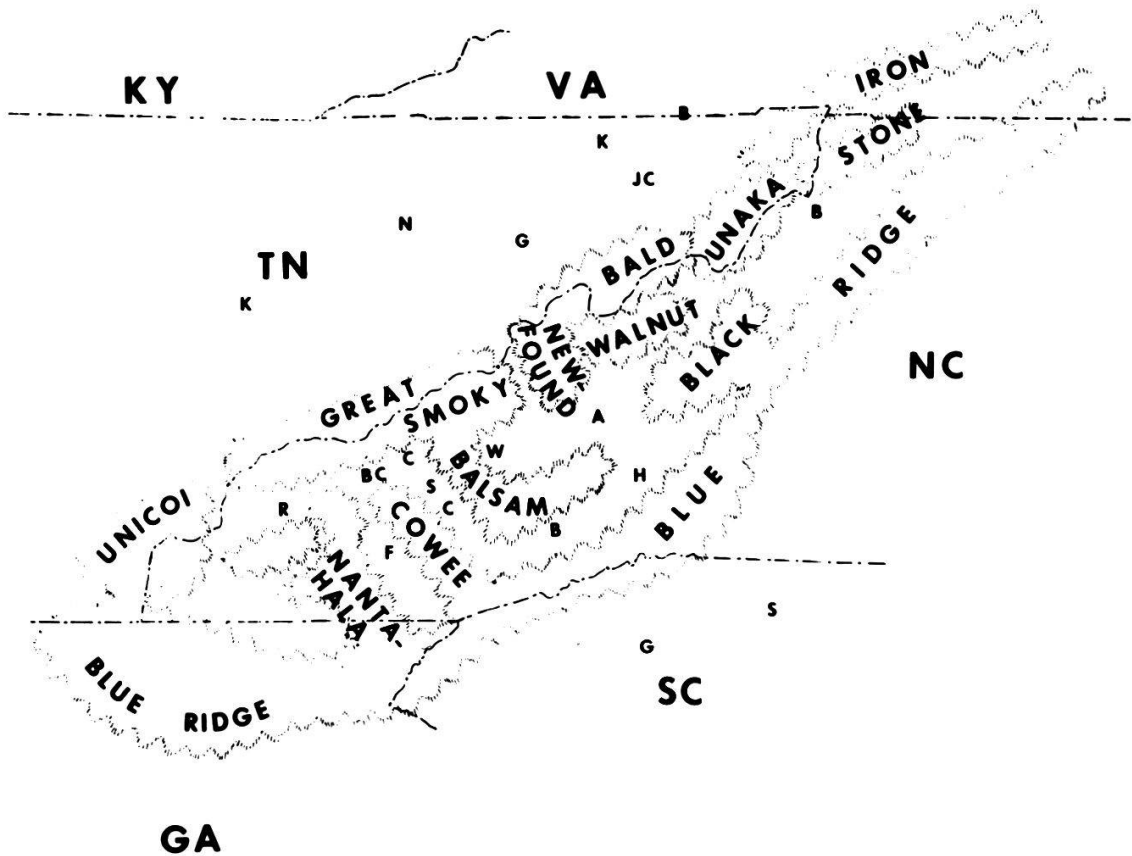 IRON
KY
VA
B
STONE
K
JC
UNAKA
B
N
G
BALD
RIDGE
TN
K
NEW-
FOUND
WALNUT
BLACK
NC
GREAT
SMOKY
A
W
C
BALSAM
BC
S
H
BLUE
UNICOI
R
C
COWEE
B
F
NANTA-
HALA
S
G
BLUE
RIDGE
SC
GA